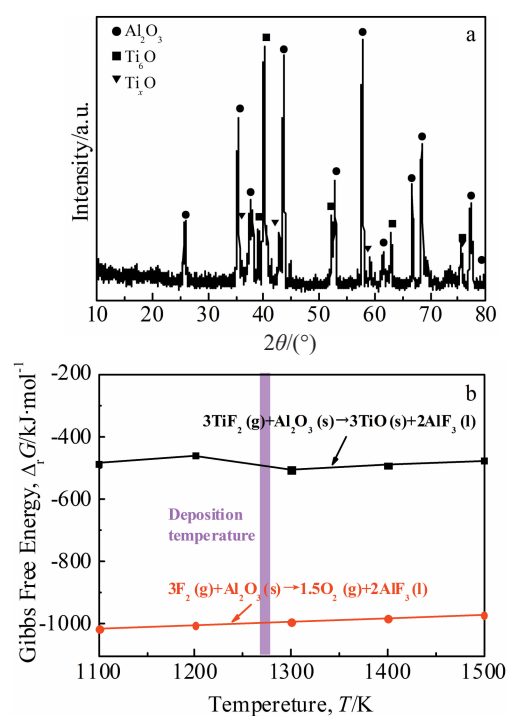 a
● Al₂O₃
■ Ti₆O
▼ TiₓO
Intensity/a.u.
10 20 30 40 50 60 70 80
2θ/(°)
b
-200
-400
-600
-800
-1000
Gibbs Free Energy, ΔᵣG/kJ·mol⁻¹
3TiF₂ (g)+Al₂O₃ (s)→3TiO (s)+2AlF₃ (l)
Deposition
temperature
3F₂ (g)+Al₂O₃ (s)→1.5O₂ (g)+2AlF₃ (l)
1100 1200 1300 1400 1500
Tempereture, T/K